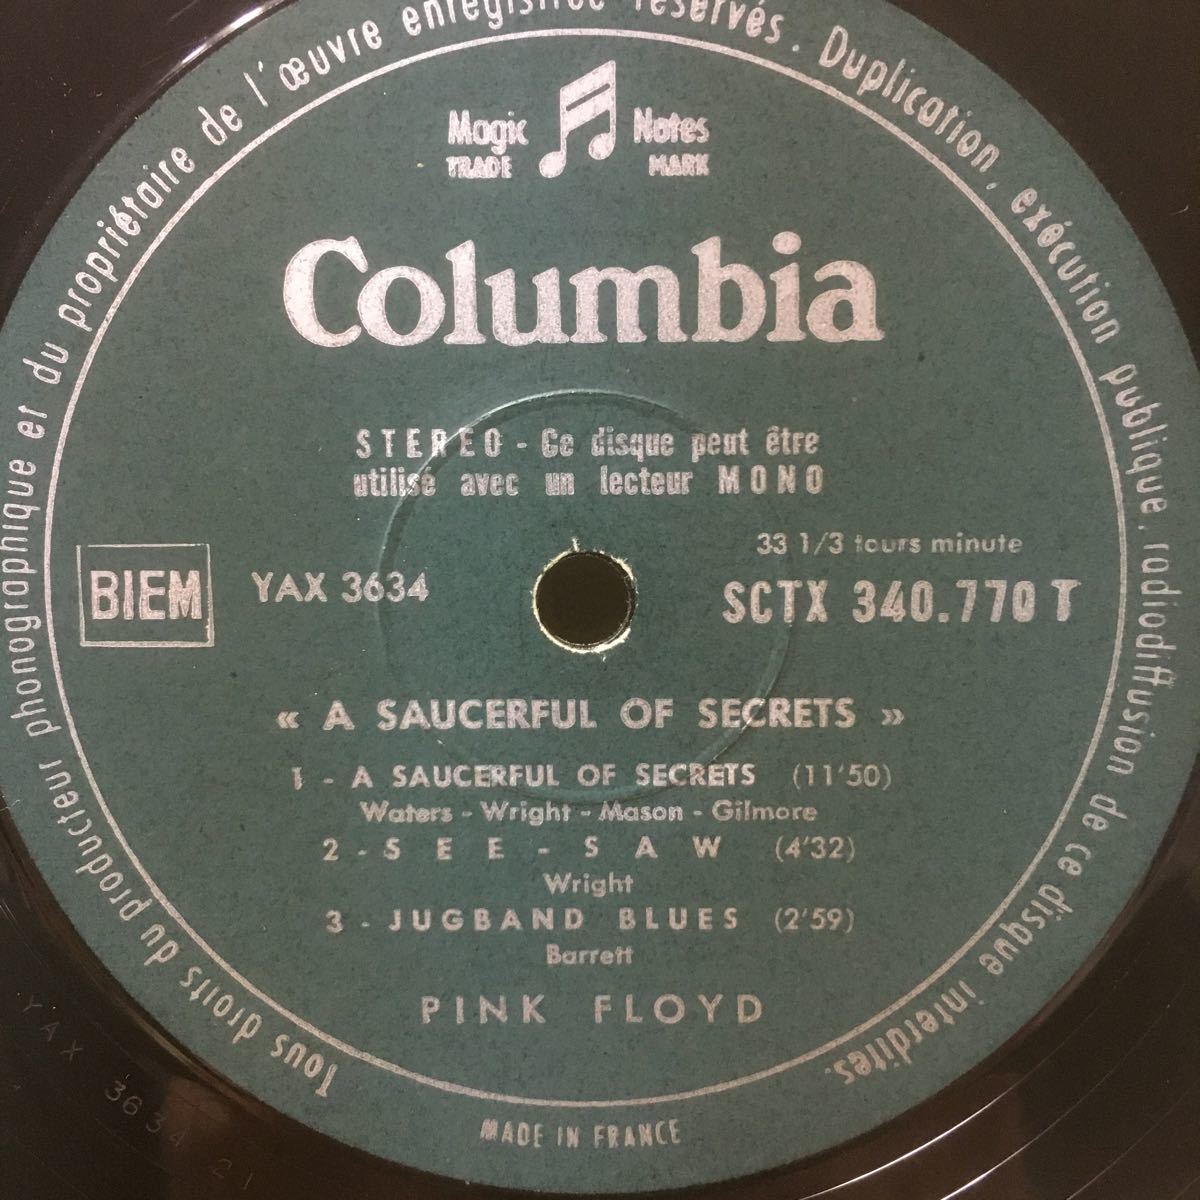 Tous droits du producteur phonographique et du propriétaire de l'œuvre enregistrée réservés. Duplication, exécution publique, radiodiffusion de ce disque interdites.
Magic Notes
TRADE MARK
Columbia
STEREO - Ce disque peut être
utilisé avec un lecteur MONO
33 1/3 tours minute
BIEM YAX 3634 SCTX 340.770 T
« A SAUCERFUL OF SECRETS »
1 - A SAUCERFUL OF SECRETS (11'50)
Waters - Wright - Mason - Gilmore
2 - SEE - SAW (4'32)
Wright
3 - JUGBAND BLUES (2'59)
Barrett
PINK FLOYD
MADE IN FRANCE
YAX 3634 21